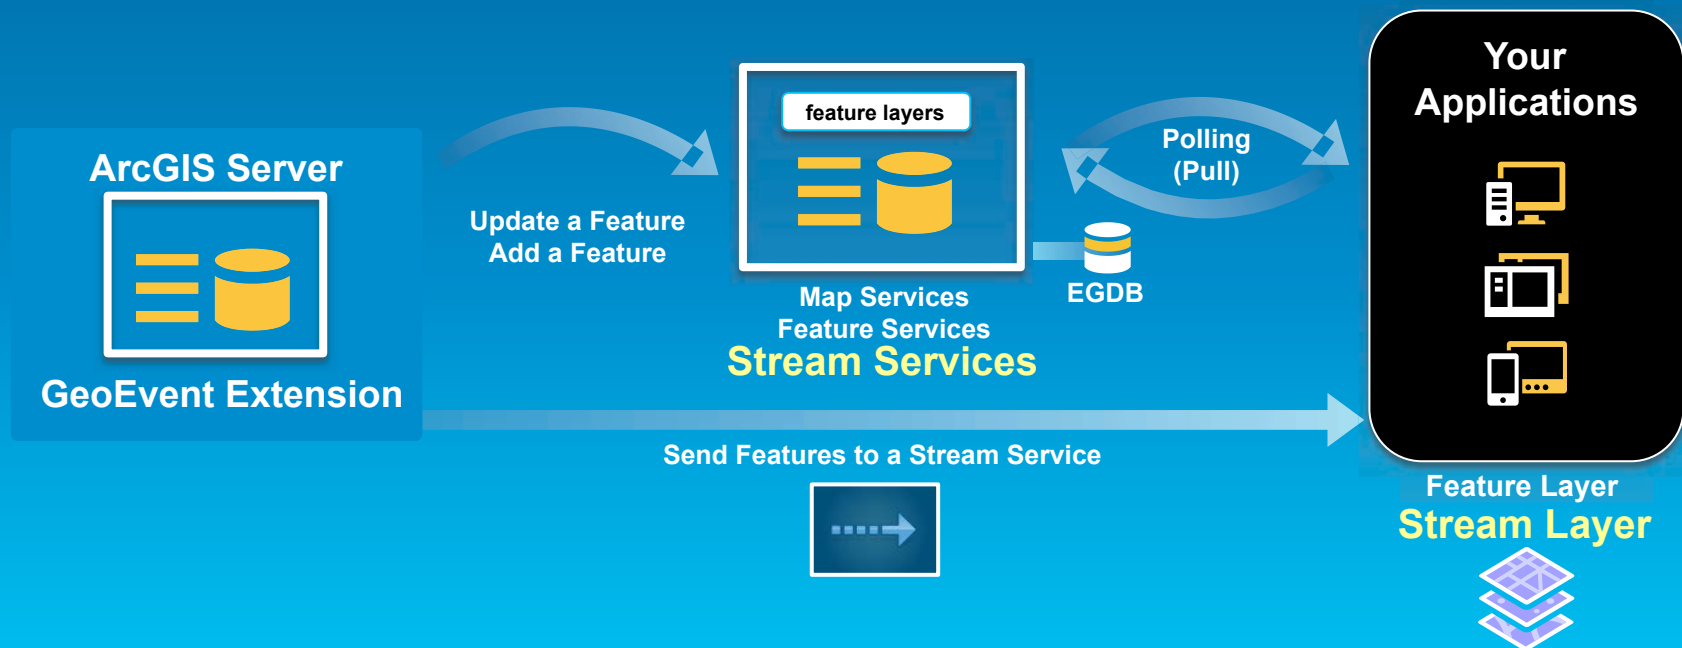 ArcGIS Server
GeoEvent Extension
Update a Feature
Add a Feature
feature layers
Map Services
Feature Services
Stream Services
EGDB
Polling
(Pull)
Send Features to a Stream Service
Your
Applications
Feature Layer
Stream Layer